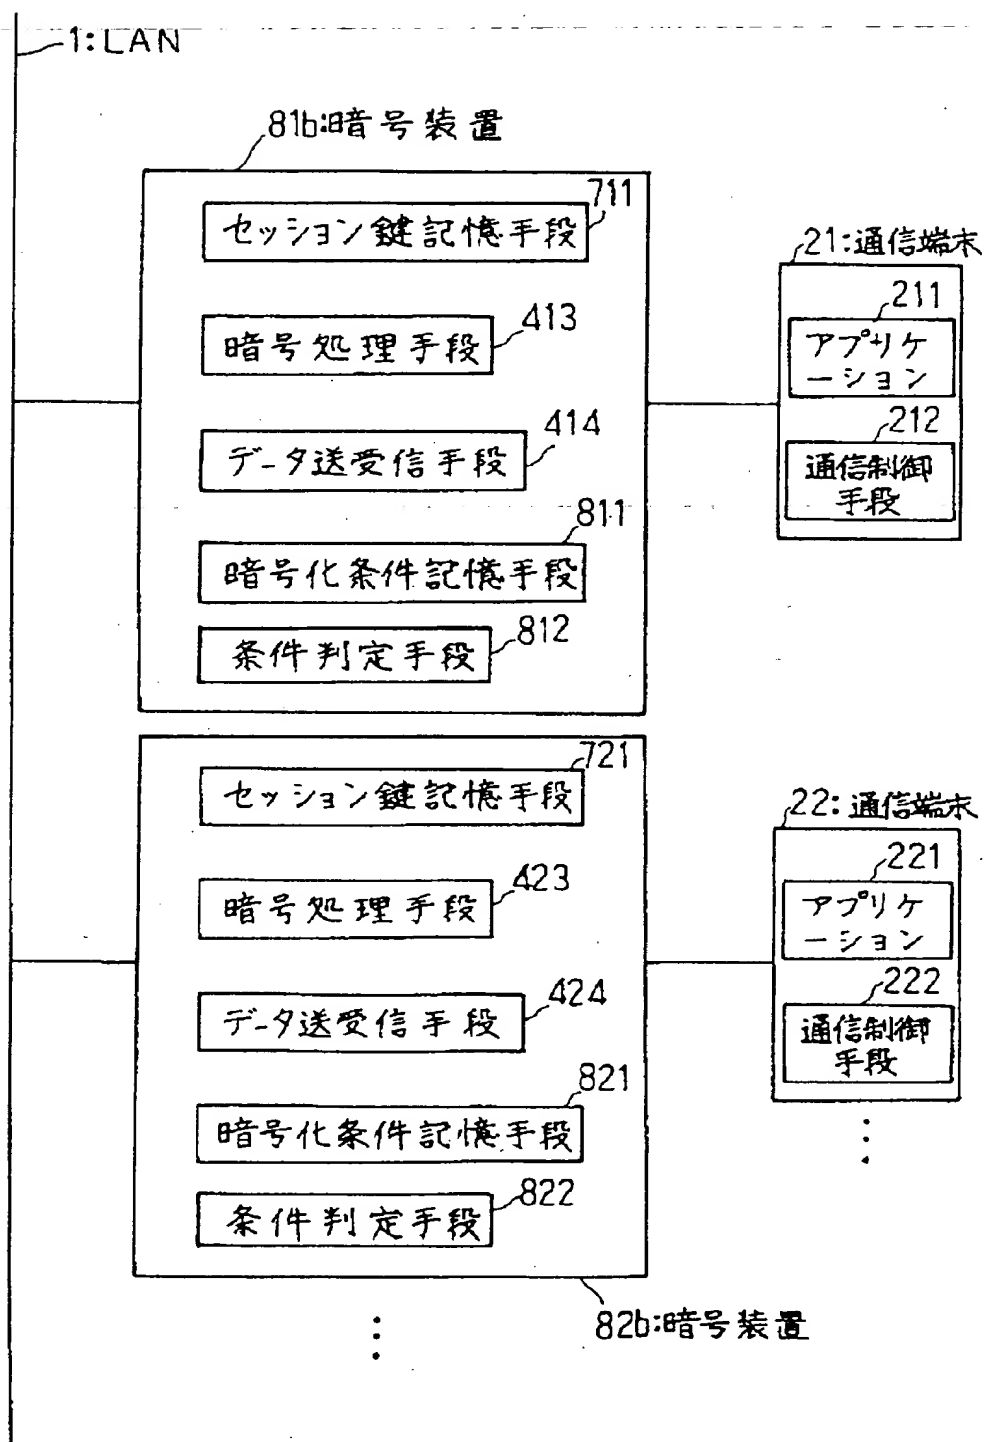 1:LAN
81b:暗号装置
711
セッション鍵記憶手段
413
暗号処理手段
414
データ送受信手段
811
暗号化条件記憶手段
812
条件判定手段
21:通信端末
211
アプリケ
ーション
212
通信制御
手段
721
セッション鍵記憶手段
423
暗号処理手段
424
データ送受信手段
821
暗号化条件記憶手段
822
条件判定手段
82b:暗号装置
22:通信端末
221
アプリケ
ーション
222
通信制御
手段